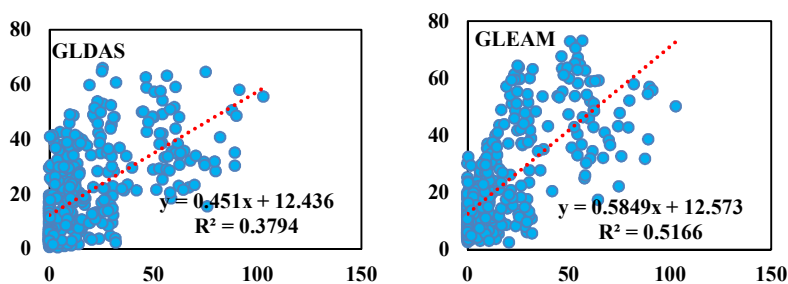 GLDAS
80
60
40
20
0
y = 0.451x + 12.436
R² = 0.3794
0 50 100 150
GLEAM
80
60
40
20
0
y = 0.5849x + 12.573
R² = 0.5166
0 50 100 150